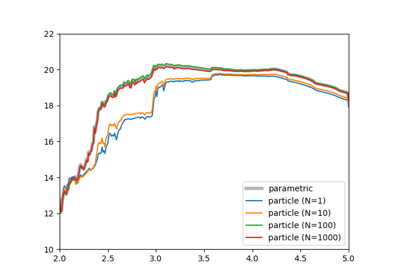 22
20
18
16
14
12
10
2.0 2.5 3.0 3.5 4.0 4.5 5.0
parametric
particle (N=1)
particle (N=10)
particle (N=100)
particle (N=1000)